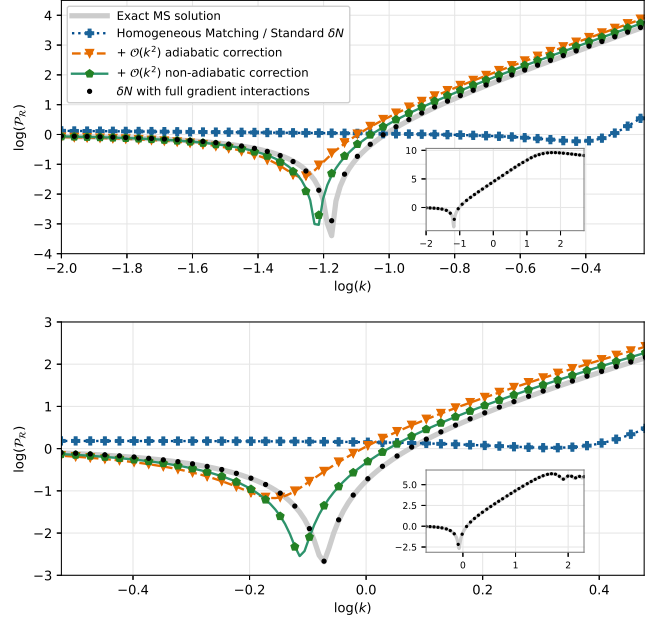 Exact MS solution
Homogeneous Matching / Standard δN
+ 𝒪(k²) adiabatic correction
+ 𝒪(k²) non-adiabatic correction
δN with full gradient interactions
log(𝒫_ℛ)
4
3
2
1
0
−1
−2
−3
−4
10
5
0
−2 −1 0 1 2
−2.0 −1.8 −1.6 −1.4 −1.2 −1.0 −0.8 −0.6 −0.4
log(k)
log(𝒫_ℛ)
3
2
1
0
−1
−2
−3
5.0
2.5
0.0
−2.5
0 1 2
−0.4 −0.2 0.0 0.2 0.4
log(k)